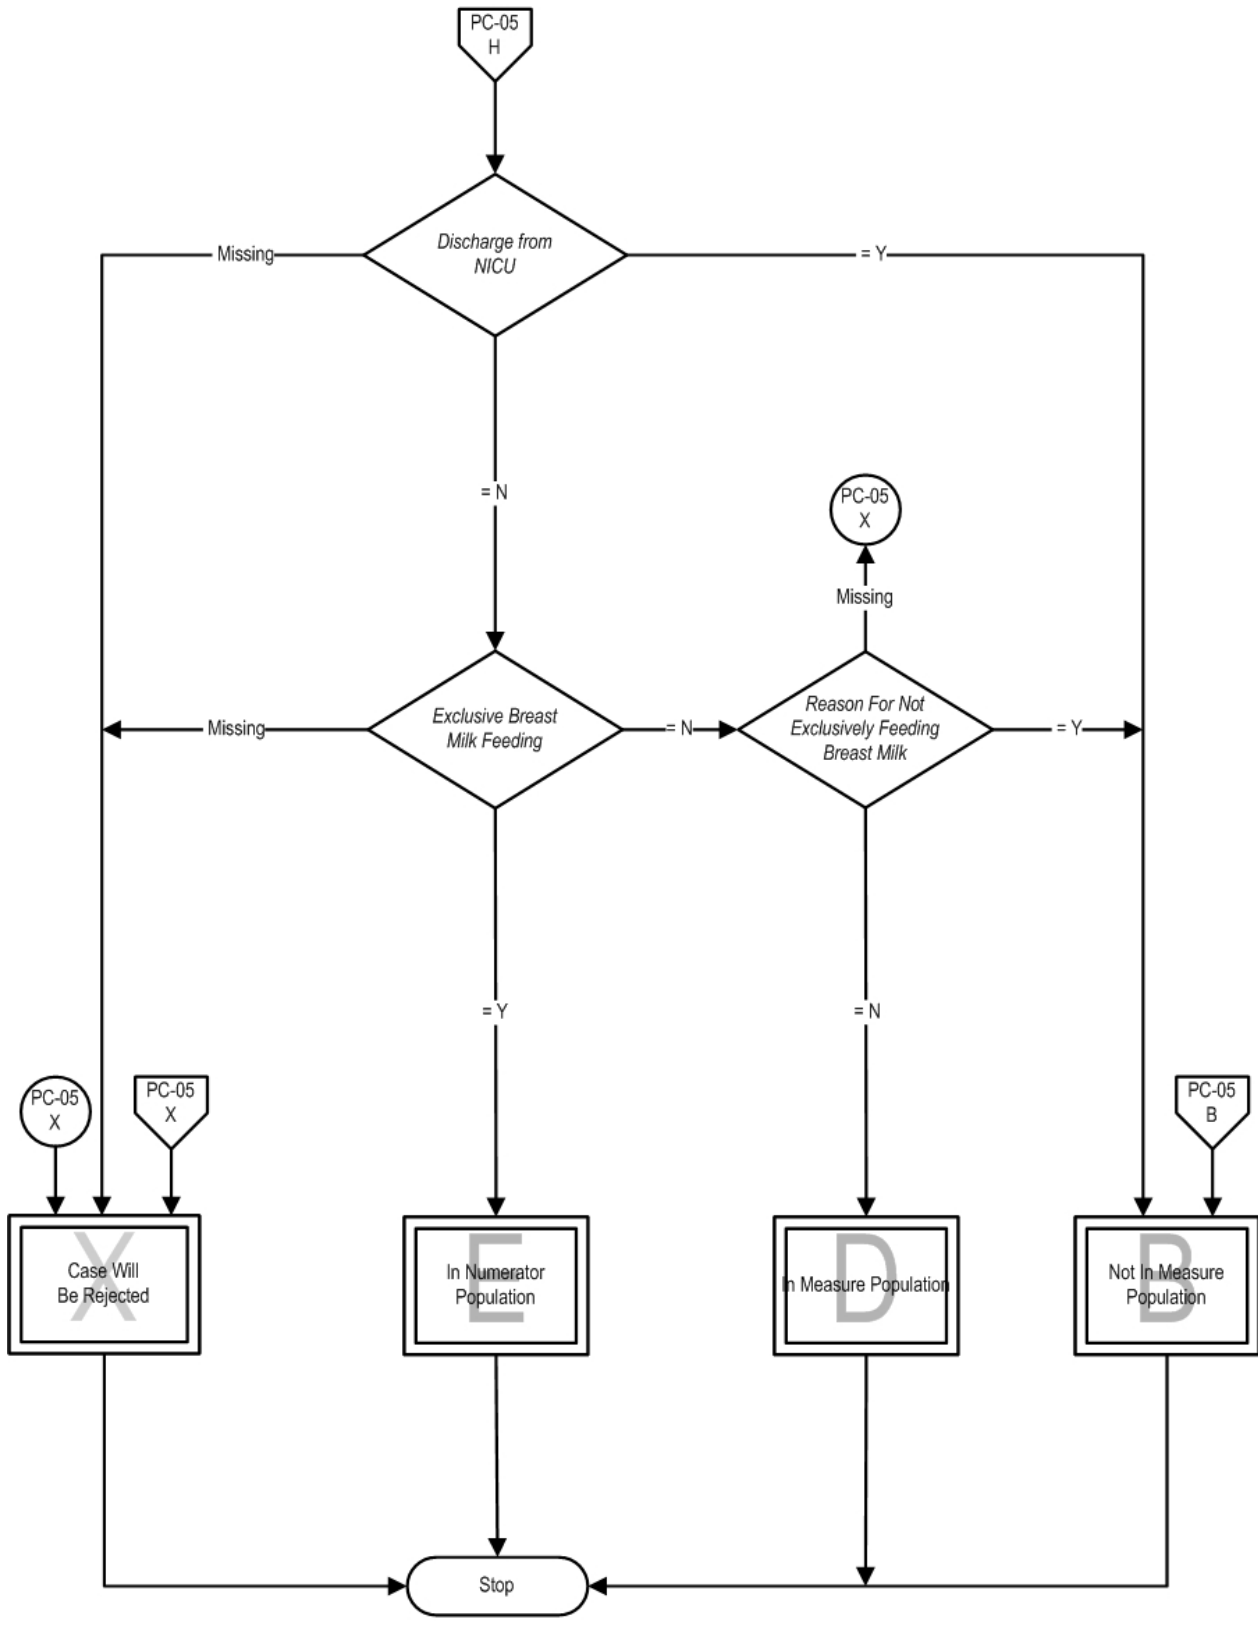 PC-05
H
Discharge from
NICU
Missing
= Y
= N
PC-05
X
Missing
Exclusive Breast
Milk Feeding
Missing
= N
Reason For Not
Exclusively Feeding
Breast Milk
= Y
= Y
= N
PC-05
X
PC-05
X
PC-05
B
X
Case Will
Be Rejected
E
In Numerator
Population
D
In Measure Population
B
Not In Measure
Population
Stop